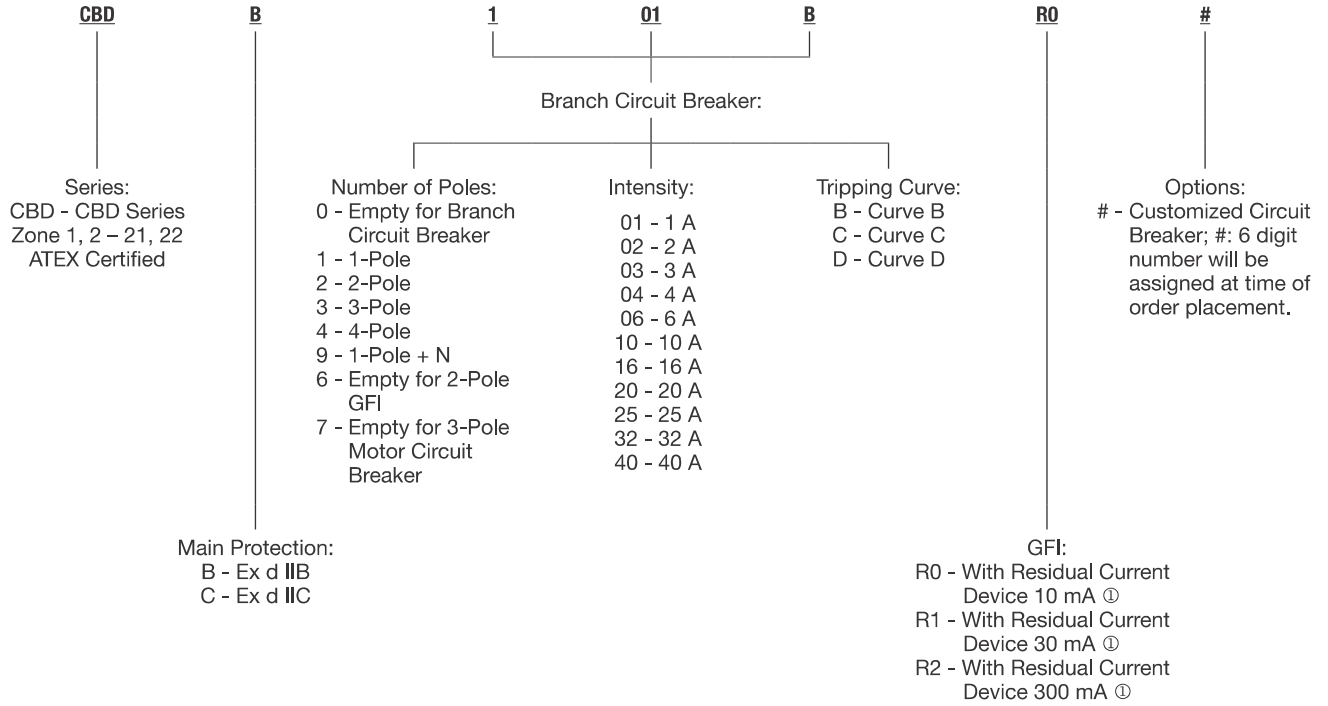 CBD B 1 01 B R0 #
Branch Circuit Breaker:
Series:
CBD - CBD Series
Zone 1, 2 – 21, 22
ATEX Certified
Number of Poles:
0 - Empty for Branch
Circuit Breaker
1 - 1-Pole
2 - 2-Pole
3 - 3-Pole
4 - 4-Pole
9 - 1-Pole + N
6 - Empty for 2-Pole
GFI
7 - Empty for 3-Pole
Motor Circuit
Breaker
Intensity:
01 - 1 A
02 - 2 A
03 - 3 A
04 - 4 A
06 - 6 A
10 - 10 A
16 - 16 A
20 - 20 A
25 - 25 A
32 - 32 A
40 - 40 A
Tripping Curve:
B - Curve B
C - Curve C
D - Curve D
Options:
# - Customized Circuit
Breaker; #: 6 digit
number will be
assigned at time of
order placement.
Main Protection:
B - Ex d IIB
C - Ex d IIC
GFI:
R0 - With Residual Current
Device 10 mA ①
R1 - With Residual Current
Device 30 mA ①
R2 - With Residual Current
Device 300 mA ①